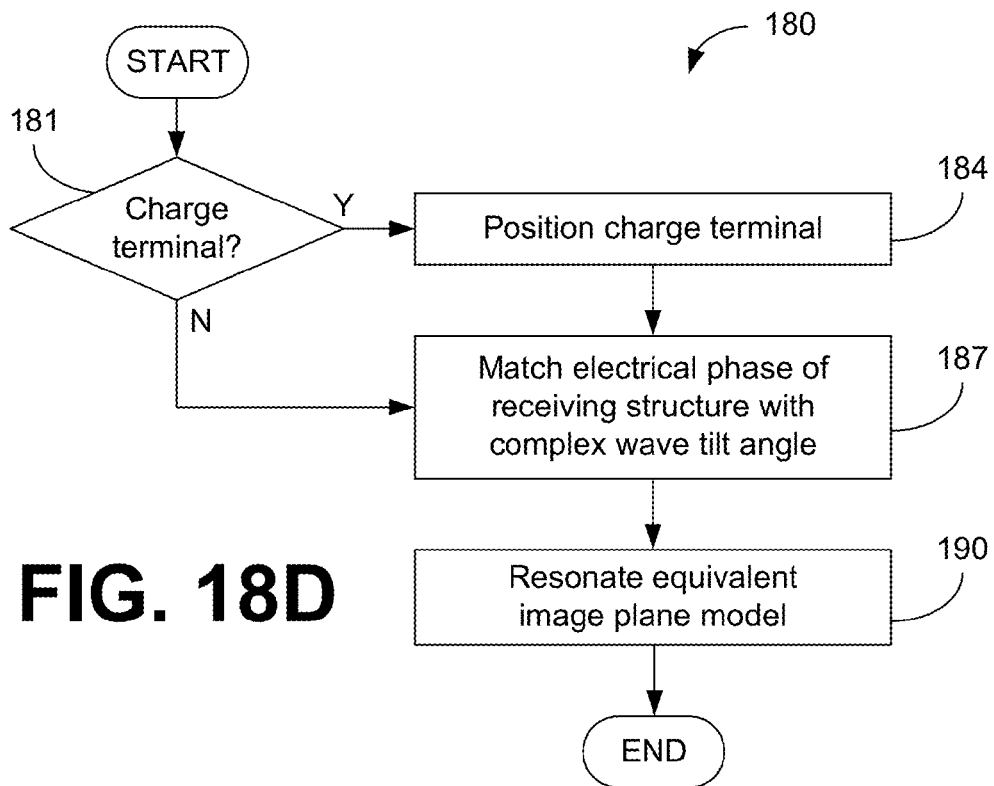 180
START
181
Charge
terminal?
Y
N
184
Position charge terminal
187
Match electrical phase of
receiving structure with
complex wave tilt angle
190
Resonate equivalent
image plane model
FIG. 18D
END